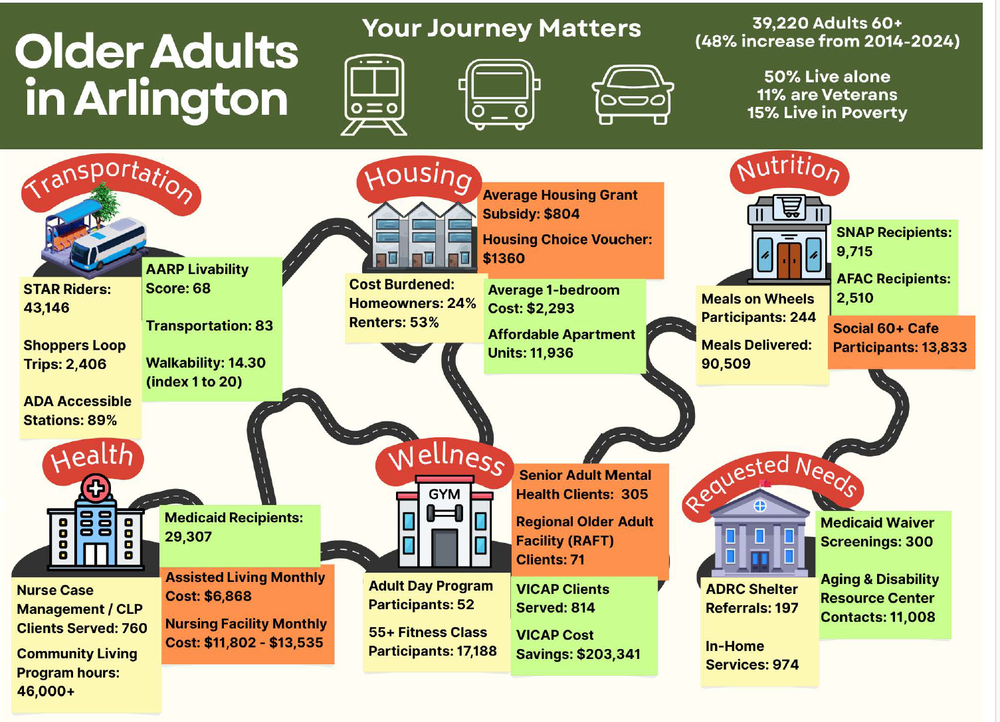 Older Adults
in Arlington
Your Journey Matters
39,220 Adults 60+
(48% increase from 2014-2024)
50% Live alone
11% are Veterans
15% Live in Poverty
Transportation
STAR Riders:
43,146
Shoppers Loop
Trips: 2,406
ADA Accessible
Stations: 89%
AARP Livability
Score: 68
Transportation: 83
Walkability: 14.30
(index 1 to 20)
Housing
Average Housing Grant
Subsidy: $804
Housing Choice Voucher:
$1360
Cost Burdened:
Homeowners: 24%
Renters: 53%
Average 1-bedroom
Cost: $2,293
Affordable Apartment
Units: 11,936
Nutrition
SNAP Recipients:
9,715
AFAC Recipients:
2,510
Meals on Wheels
Participants: 244
Meals Delivered:
90,509
Social 60+ Cafe
Participants: 13,833
Health
Medicaid Recipients:
29,307
Assisted Living Monthly
Cost: $6,868
Nursing Facility Monthly
Cost: $11,802 - $13,535
Nurse Case
Management / CLP
Clients Served: 760
Community Living
Program hours:
46,000+
Wellness
GYM
Senior Adult Mental
Health Clients: 305
Regional Older Adult
Facility (RAFT)
Clients: 71
Adult Day Program
Participants: 52
55+ Fitness Class
Participants: 17,188
VICAP Clients
Served: 814
VICAP Cost
Savings: $203,341
Requested Needs
Medicaid Waiver
Screenings: 300
Aging & Disability
Resource Center
Contacts: 11,008
ADRC Shelter
Referrals: 197
In-Home
Services: 974